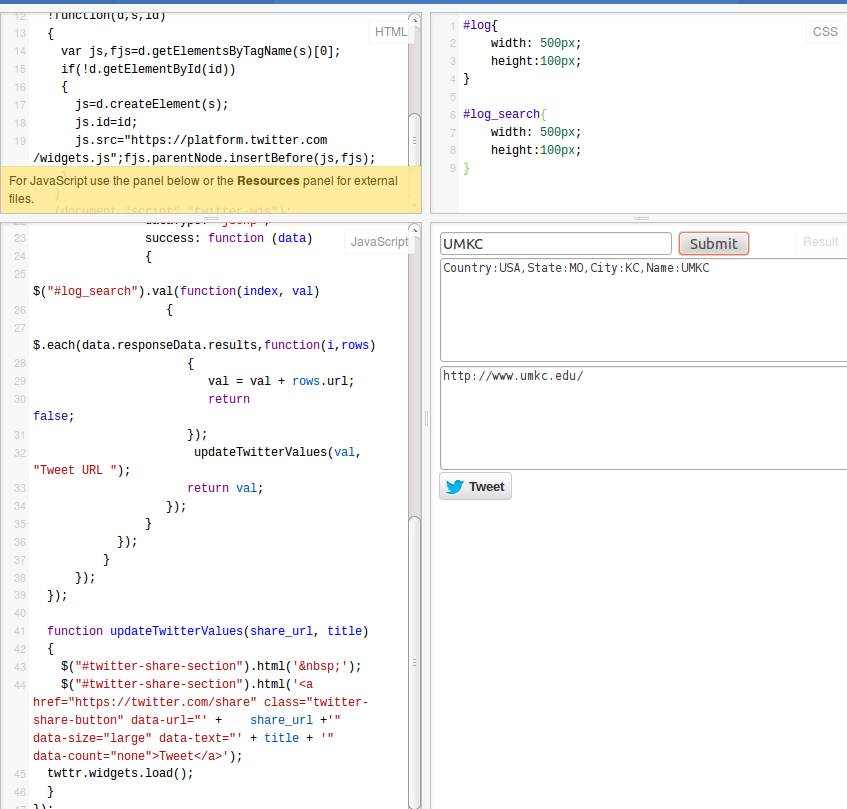 12 !function(d,s,id)
13 {
14 var js,fjs=d.getElementsByTagName(s)[0];
15 if(!d.getElementById(id))
16 {
17 js=d.createElement(s);
18 js.id=id;
19 js.src="https://platform.twitter.com
/widgets.js";fjs.parentNode.insertBefore(js,fjs);
HTML
For JavaScript use the panel below or the Resources panel for external
files.
}
(document,"script","twitter-wjs");
1 #log{
2 width: 500px;
3 height:100px;
4 }
5
6 #log_search{
7 width: 500px;
8 height:100px;
9 }
CSS
22 dataType: "jsonp",
23 success: function (data)
24 {
25
$("#log_search").val(function(index, val)
26 {
27
$.each(data.responseData.results,function(i,rows)
28 {
29 val = val + rows.url;
30 return
false;
31 });
32 updateTwitterValues(val,
"Tweet URL ");
33 return val;
34 });
35 }
36 });
37 }
38 });
39 });
40
41 function updateTwitterValues(share_url, title)
42 {
43 $("#twitter-share-section").html('&nbsp;');
44 $("#twitter-share-section").html('<a
href="https://twitter.com/share" class="twitter-
share-button" data-url="' + share_url +'"
data-size="large" data-text="' + title + '"
data-count="none">Tweet</a>');
45 twttr.widgets.load();
46 }
47 });
JavaScript
UMKC
Submit
Result
Country:USA,State:MO,City:KC,Name:UMKC
http://www.umkc.edu/
Tweet